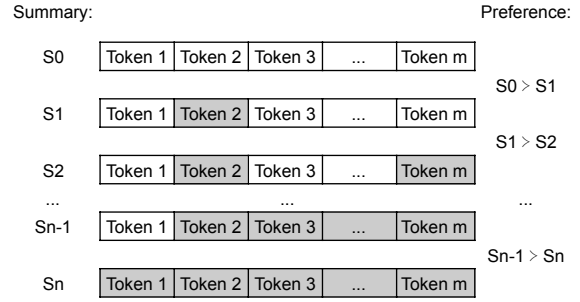 Summary: Preference:
S0 Token 1 Token 2 Token 3 ... Token m
S0 > S1
S1 Token 1 Token 2 Token 3 ... Token m
S1 > S2
S2 Token 1 Token 2 Token 3 ... Token m
... ... ...
Sn-1 Token 1 Token 2 Token 3 ... Token m
Sn-1 > Sn
Sn Token 1 Token 2 Token 3 ... Token m